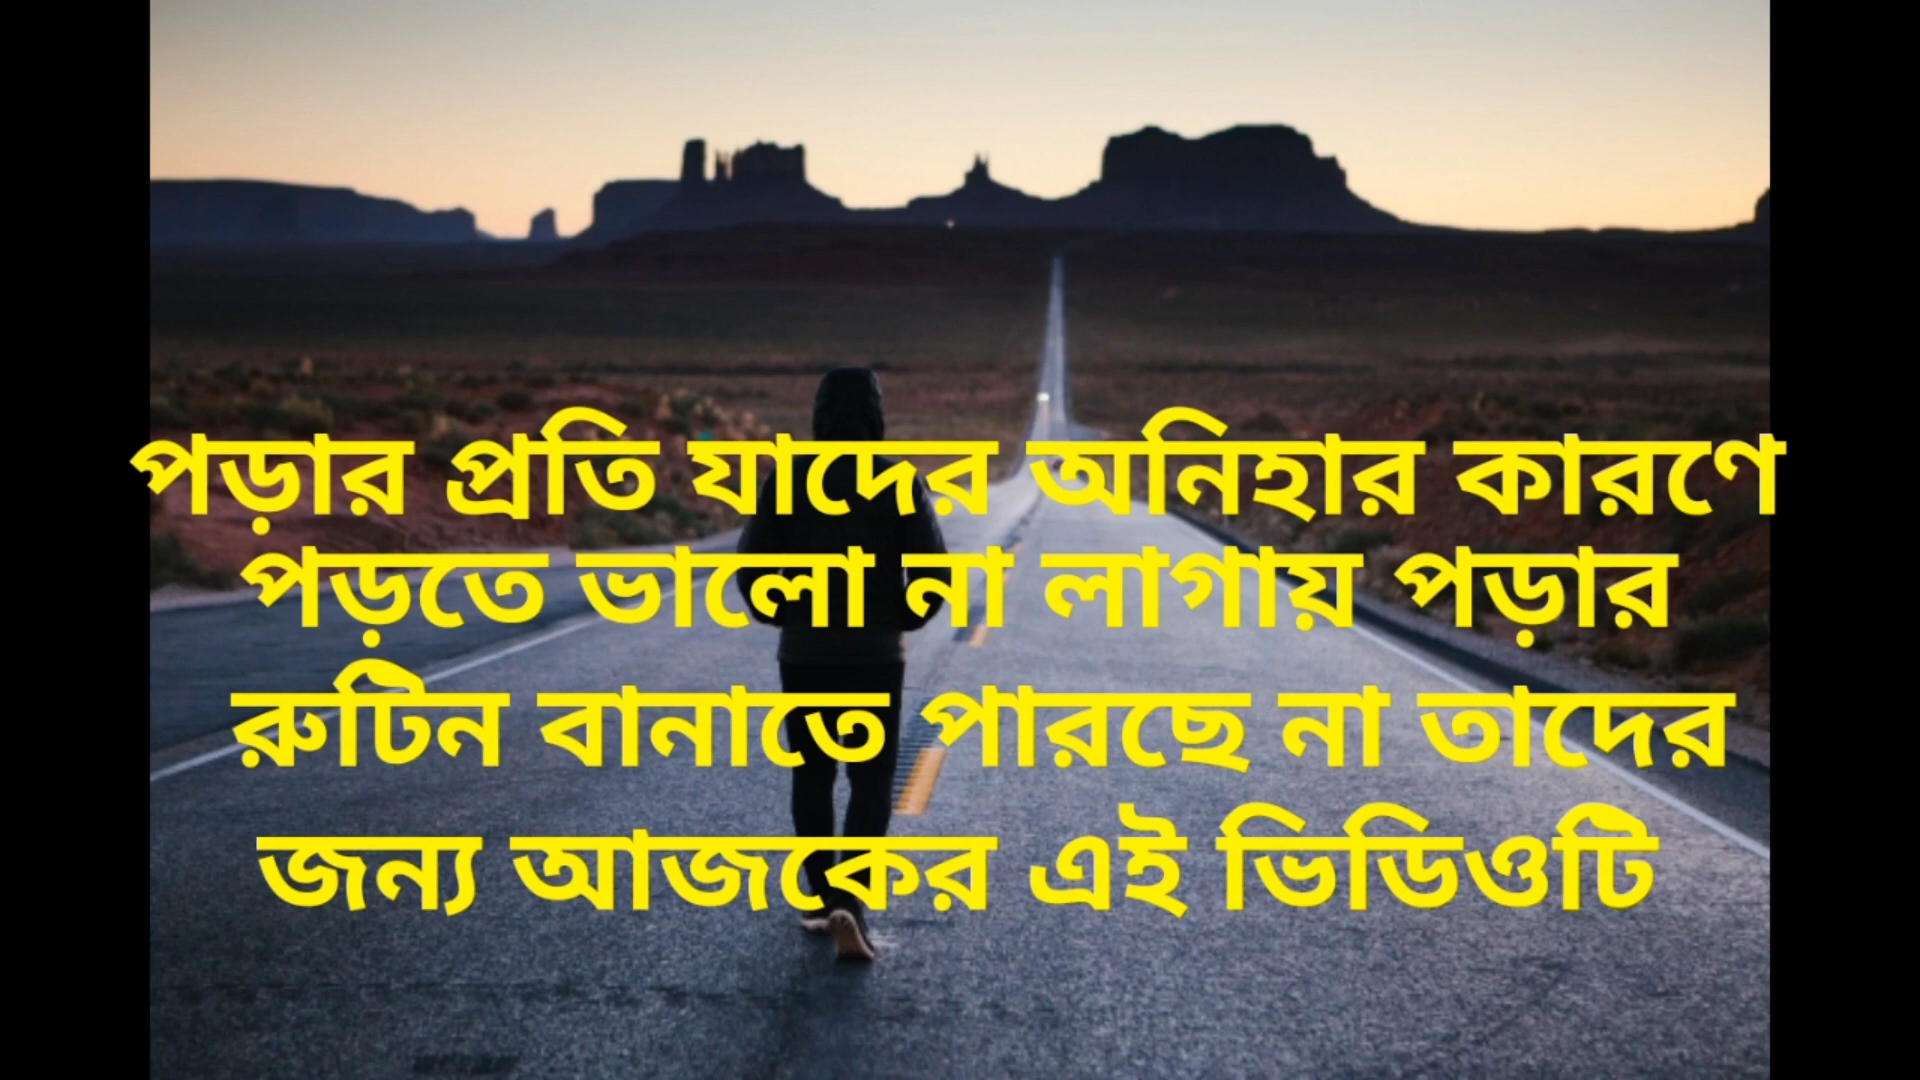 পড়ার প্রতি যাদের অনিহার কারণে
পড়তে ভালো না লাগায় পড়ার
রুটিন বানাতে পারছে না তাদের
জন্য আজকের এই ভিডিওটি